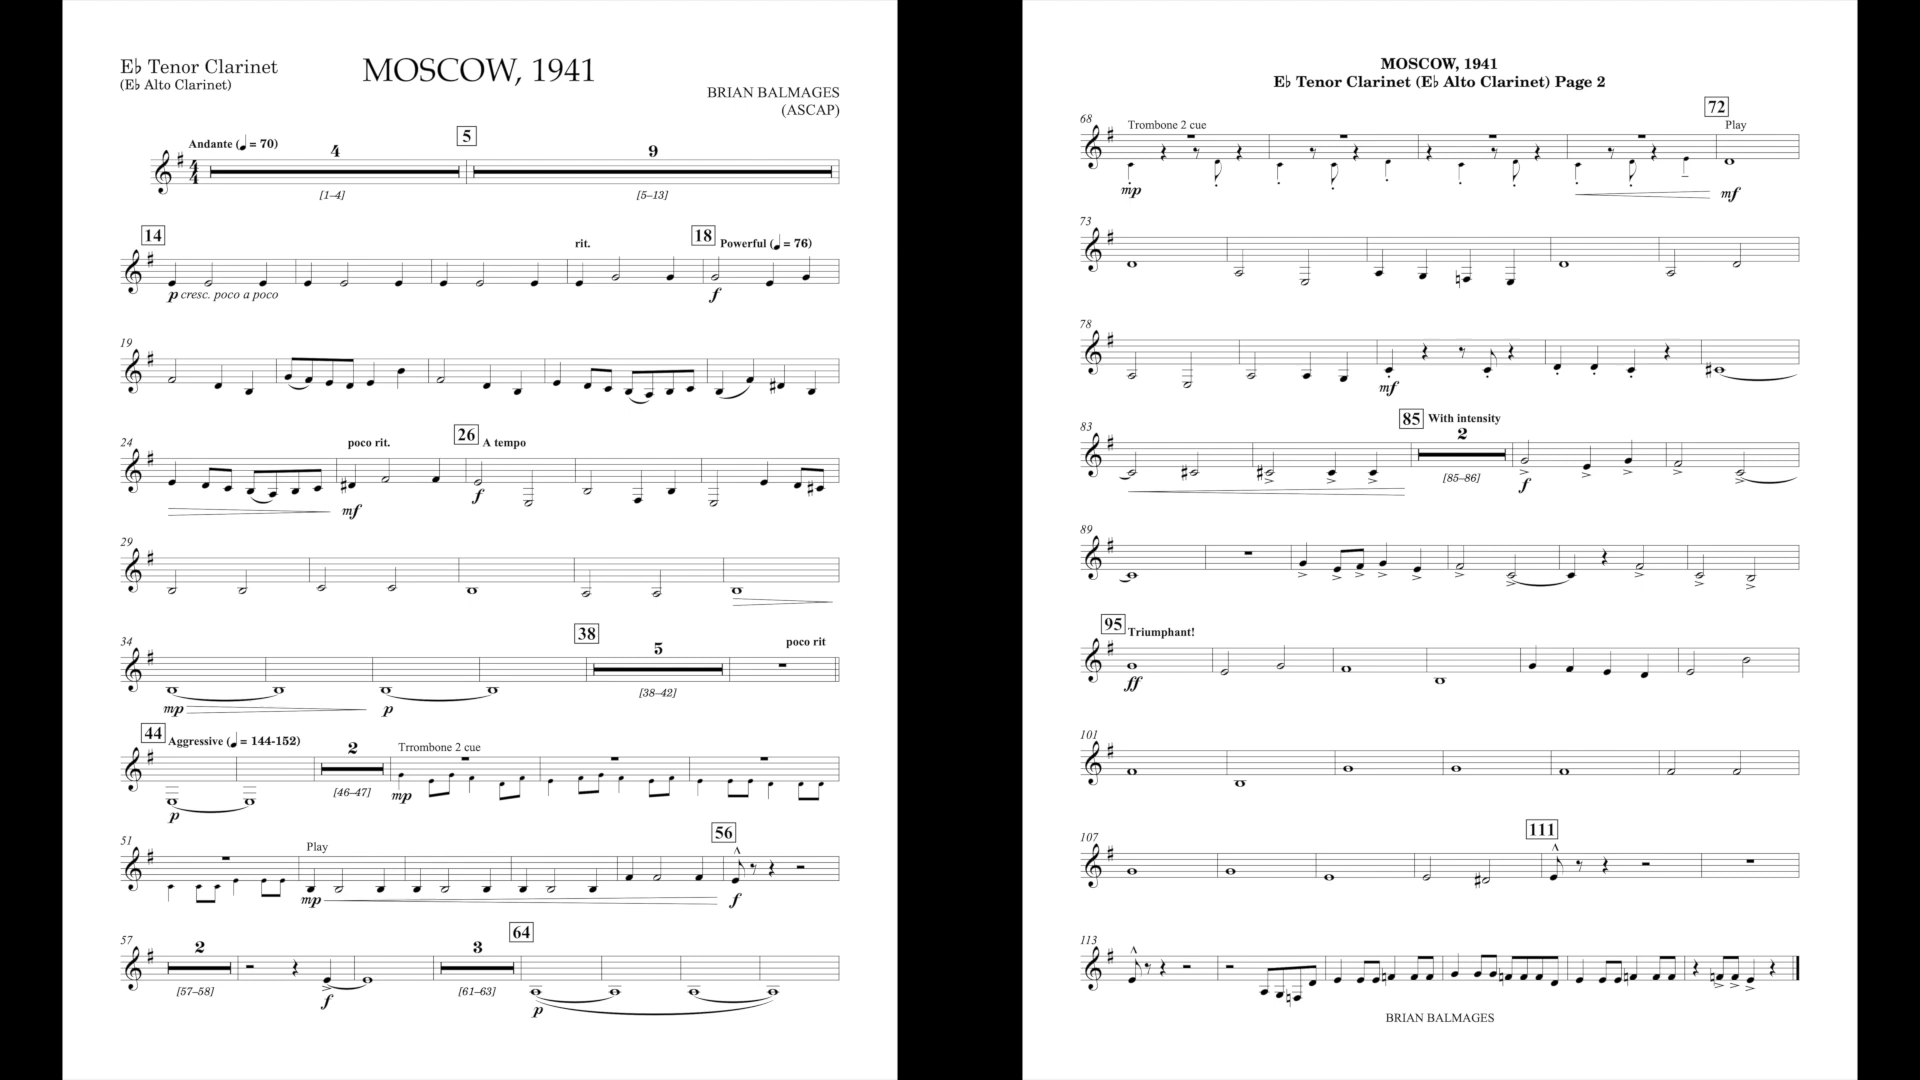 E♭ Tenor Clarinet
(E♭ Alto Clarinet)
MOSCOW, 1941
BRIAN BALMAGES
(ASCAP)
Andante (♩ = 70)
4
5
9
4
4
[1–4]
[5–13]
14
rit.
18
Powerful (♩ = 76)
p cresc. poco a poco
f
19
24
poco rit.
26
A tempo
mf
f
29
34
38
5
poco rit
mp
p
[38–42]
44
Aggressive (♩ = 144-152)
2
Trrombone 2 cue
p
[46–47]
mp
51
Play
56
mp
f
57
2
3
64
[57–58]
f
[61–63]
p
MOSCOW, 1941
E♭ Tenor Clarinet (E♭ Alto Clarinet) Page 2
68
Trombone 2 cue
72
Play
mp
mf
73
78
mf
83
85
With intensity
2
[85–86]
f
89
95
Triumphant!
ff
101
107
111
113
BRIAN BALMAGES